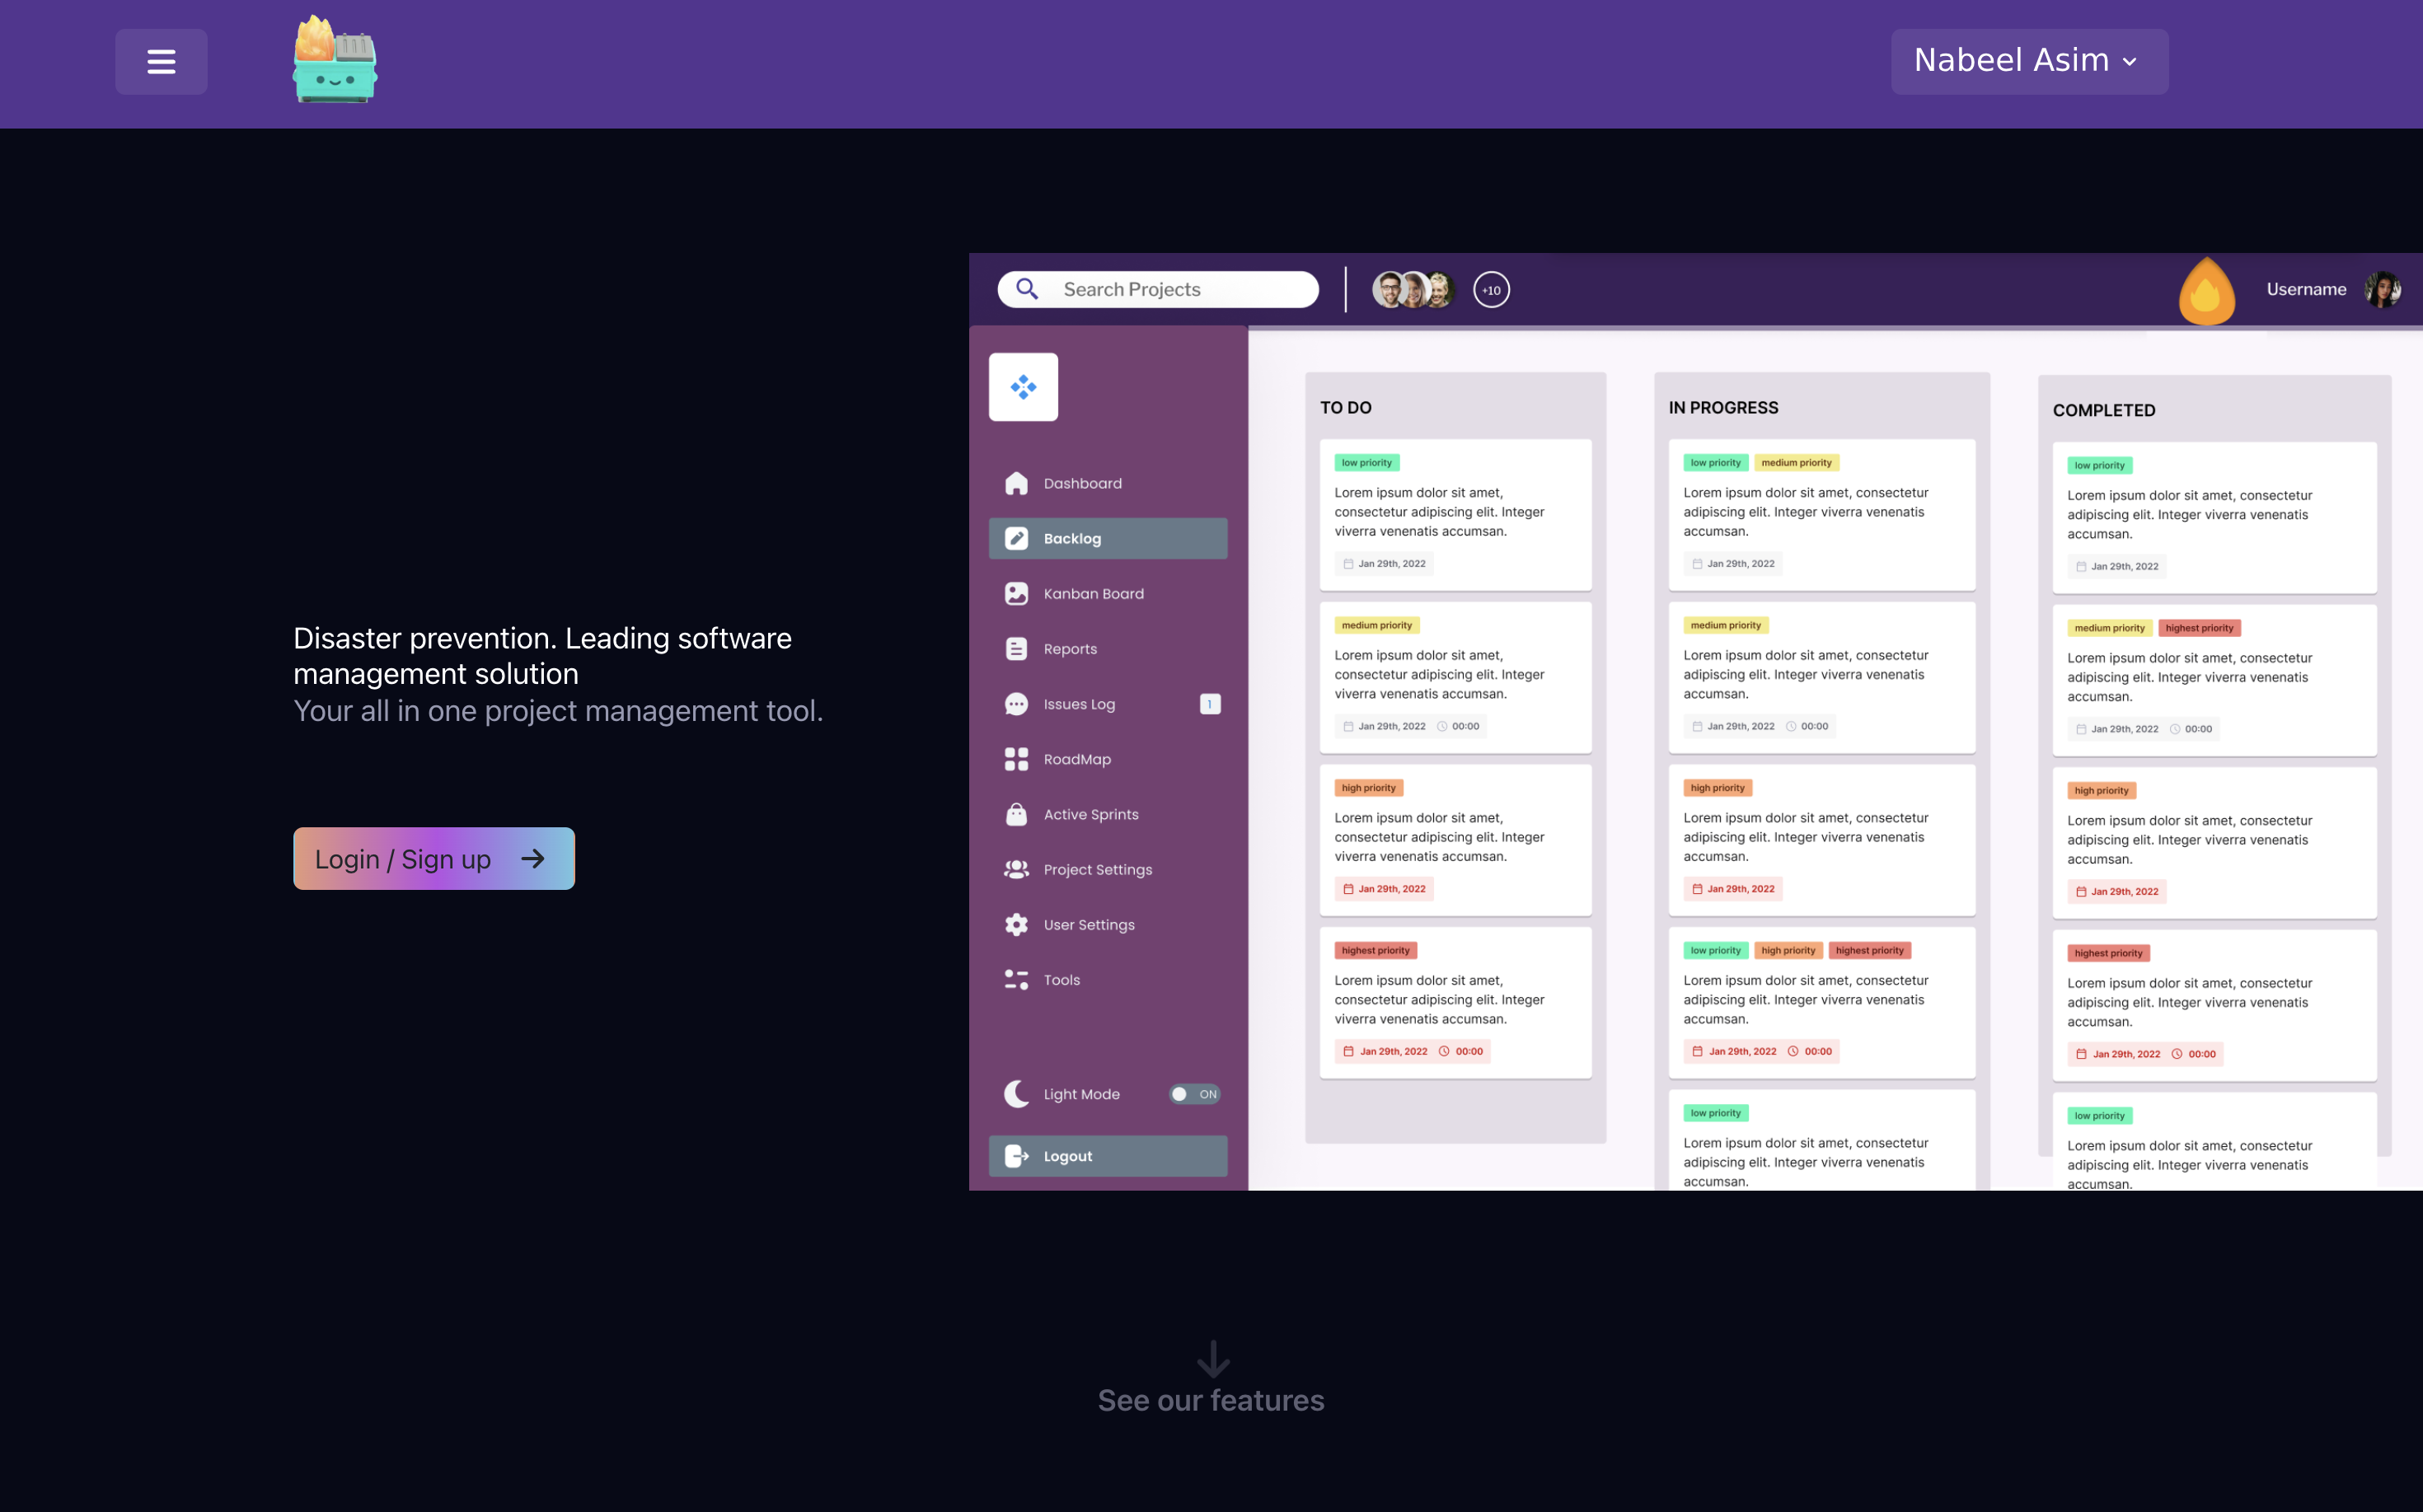 Nabeel Asim
Search Projects
+10
Username
Dashboard
Backlog
Kanban Board
Reports
Issues Log
1
RoadMap
Active Sprints
Project Settings
User Settings
Tools
Light Mode
ON
Logout
TO DO
low priority
Lorem ipsum dolor sit amet,
consectetur adipiscing elit. Integer
viverra venenatis accumsan.
Jan 29th, 2022
medium priority
Lorem ipsum dolor sit amet,
consectetur adipiscing elit. Integer
viverra venenatis accumsan.
Jan 29th, 2022 00:00
high priority
Lorem ipsum dolor sit amet,
consectetur adipiscing elit. Integer
viverra venenatis accumsan.
Jan 29th, 2022
highest priority
Lorem ipsum dolor sit amet,
consectetur adipiscing elit. Integer
viverra venenatis accumsan.
Jan 29th, 2022 00:00
IN PROGRESS
low priority medium priority
Lorem ipsum dolor sit amet, consectetur
adipiscing elit. Integer viverra venenatis
accumsan.
Jan 29th, 2022
medium priority
Lorem ipsum dolor sit amet, consectetur
adipiscing elit. Integer viverra venenatis
accumsan.
Jan 29th, 2022 00:00
high priority
Lorem ipsum dolor sit amet, consectetur
adipiscing elit. Integer viverra venenatis
accumsan.
Jan 29th, 2022
low priority high priority highest priority
Lorem ipsum dolor sit amet, consectetur
adipiscing elit. Integer viverra venenatis
accumsan.
Jan 29th, 2022 00:00
low priority
Lorem ipsum dolor sit amet, consectetur
adipiscing elit. Integer viverra venenatis
accumsan.
COMPLETED
low priority
Lorem ipsum dolor sit amet, consectetur
adipiscing elit. Integer viverra venenatis
accumsan.
Jan 29th, 2022
medium priority highest priority
Lorem ipsum dolor sit amet, consectetur
adipiscing elit. Integer viverra venenatis
accumsan.
Jan 29th, 2022 00:00
high priority
Lorem ipsum dolor sit amet, consectetur
adipiscing elit. Integer viverra venenatis
accumsan.
Jan 29th, 2022
highest priority
Lorem ipsum dolor sit amet, consectetur
adipiscing elit. Integer viverra venenatis
accumsan.
Jan 29th, 2022 00:00
low priority
Lorem ipsum dolor sit amet, consectetur
adipiscing elit. Integer viverra venenatis
accumsan.
Disaster prevention. Leading software
management solution
Your all in one project management tool.
Login / Sign up
See our features